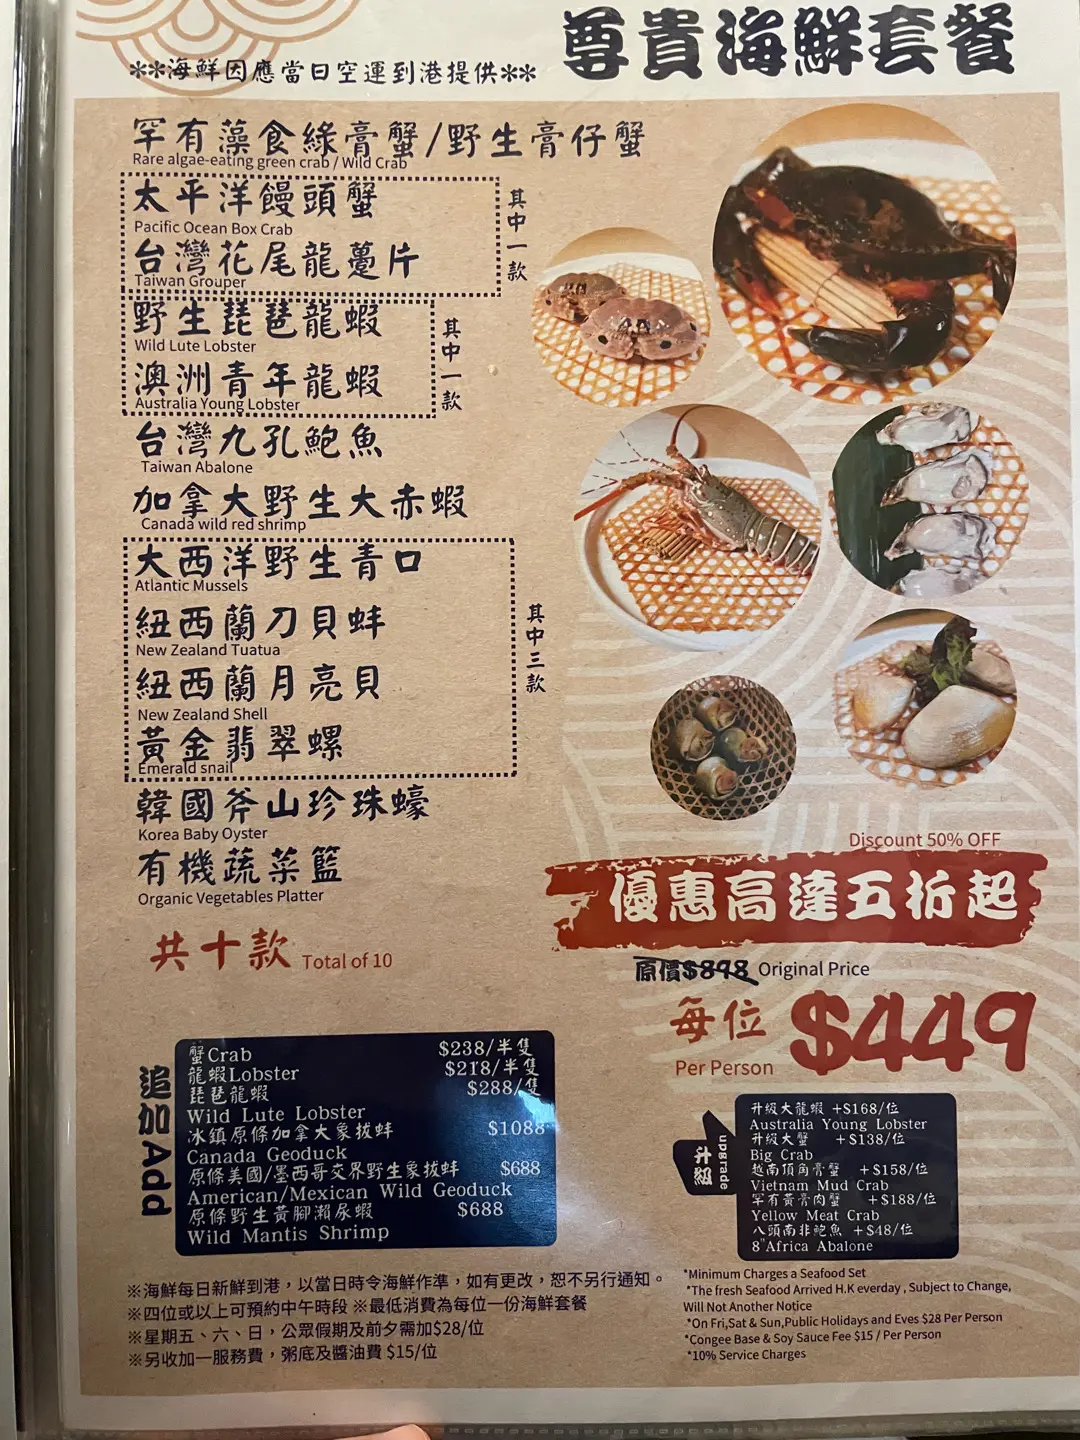 尊貴海鮮套餐
**海鮮因應當日空運到港提供**
罕有藻食綠膏蟹/野生膏仔蟹
Rare algae-eating green crab / Wild Crab
太平洋饅頭蟹
Pacific Ocean Box Crab
台灣花尾龍躉片
Taiwan Grouper
其中一款
野生琵琶龍蝦
Wild Lute Lobster
澳洲青年龍蝦
Australia Young Lobster
其中一款
台灣九孔鮑魚
Taiwan Abalone
加拿大野生大赤蝦
Canada wild red shrimp
大西洋野生青口
Atlantic Mussels
紐西蘭刀貝蚌
New Zealand Tuatua
紐西蘭月亮貝
New Zealand Shell
黃金翡翠螺
Emerald snail
其中三款
韓國斧山珍珠蠔
Korea Baby Oyster
有機蔬菜籃
Organic Vegetables Platter
共十款 Total of 10
Discount 50% OFF
優惠高達五折起
原價$898 Original Price
每位 $449
Per Person
追加 Add
蟹Crab $238/半隻
龍蝦Lobster $218/半隻
琵琶龍蝦 $288/隻
Wild Lute Lobster
冰鎮原條加拿大象拔蚌 $1088
Canada Geoduck
原條美國/墨西哥交界野生象拔蚌 $688
American/Mexican Wild Geoduck
原條野生黃腳瀨尿蝦 $688
Wild Mantis Shrimp
升級 upgrade
升級大龍蝦 +$168/位
Australia Young Lobster
升級大蟹 +$138/位
Big Crab
越南頂角膏蟹 +$158/位
Vietnam Mud Crab
罕有黃膏肉蟹 +$188/位
Yellow Meat Crab
八頭南非鮑魚 +$48/位
8"Africa Abalone
※海鮮每日新鮮到港，以當日時令海鮮作準，如有更改，恕不另行通知。
※四位或以上可預約中午時段 ※最低消費為每位一份海鮮套餐
※星期五、六、日，公眾假期及前夕需加$28/位
※另收加一服務費，粥底及醬油費 $15/位
*Minimum Charges a Seafood Set
*The fresh Seafood Arrived H.K everday , Subject to Change,
Will Not Another Notice
*On Fri,Sat & Sun,Public Holidays and Eves $28 Per Person
*Congee Base & Soy Sauce Fee $15 / Per Person
*10% Service Charges